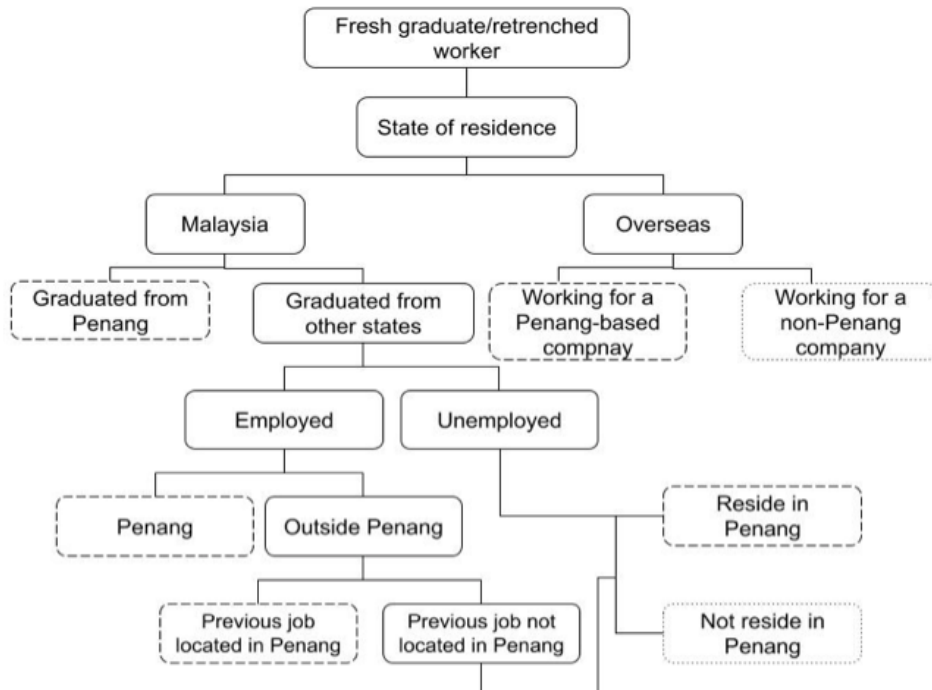 Fresh graduate/retrenched
worker
State of residence
Malaysia
Overseas
Graduated from
Penang
Graduated from
other states
Working for a
Penang-based
compnay
Working for a
non-Penang
company
Employed
Unemployed
Penang
Outside Penang
Reside in
Penang
Previous job
located in Penang
Previous job not
located in Penang
Not reside in
Penang